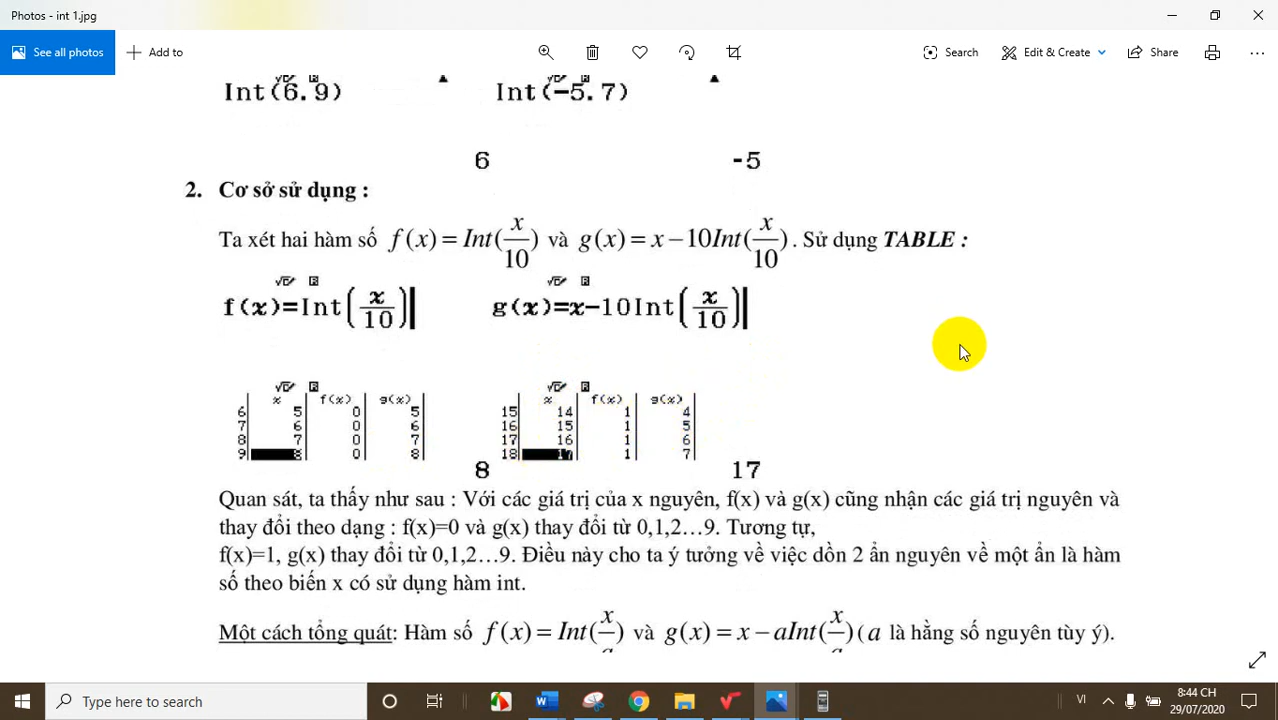 Photos - int 1.jpg
See all photos
Add to
Search
Edit & Create
Share
Int(6.9) Int(-5.7)
6 -5
2. Cơ sở sử dụng :
Ta xét hai hàm số f(x) = Int(x/10) và g(x) = x − 10Int(x/10). Sử dụng TABLE :
f(x)=Int(x/10) g(x)=x−10Int(x/10)
x f(x) g(x) x f(x) g(x)
6 5 0 5 15 14 1 4
7 6 0 6 16 15 1 5
8 7 0 7 17 16 1 6
9 8 0 8 18 17 1 7
8 17
Quan sát, ta thấy như sau : Với các giá trị của x nguyên, f(x) và g(x) cũng nhận các giá trị nguyên và
thay đổi theo dạng : f(x)=0 và g(x) thay đổi từ 0,1,2…9. Tương tự,
f(x)=1, g(x) thay đổi từ 0,1,2…9. Điều này cho ta ý tưởng về việc dồn 2 ẩn nguyên về một ẩn là hàm
số theo biến x có sử dụng hàm int.
Một cách tổng quát: Hàm số f(x) = Int(x/a) và g(x) = x − aInt(x/a) (a là hằng số nguyên tùy ý).
Type here to search
VI
8:44 CH
29/07/2020